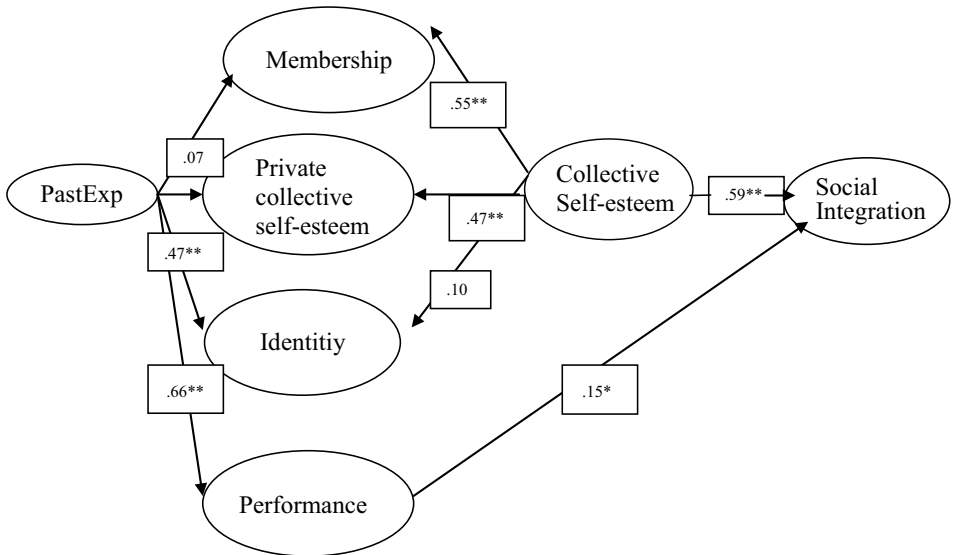 Membership
.55**
.07
Private
collective
self-esteem
PastExp
Collective
Self-esteem
.59**
Social
Integration
.47**
.47**
.10
Identitiy
.66**
.15*
Performance